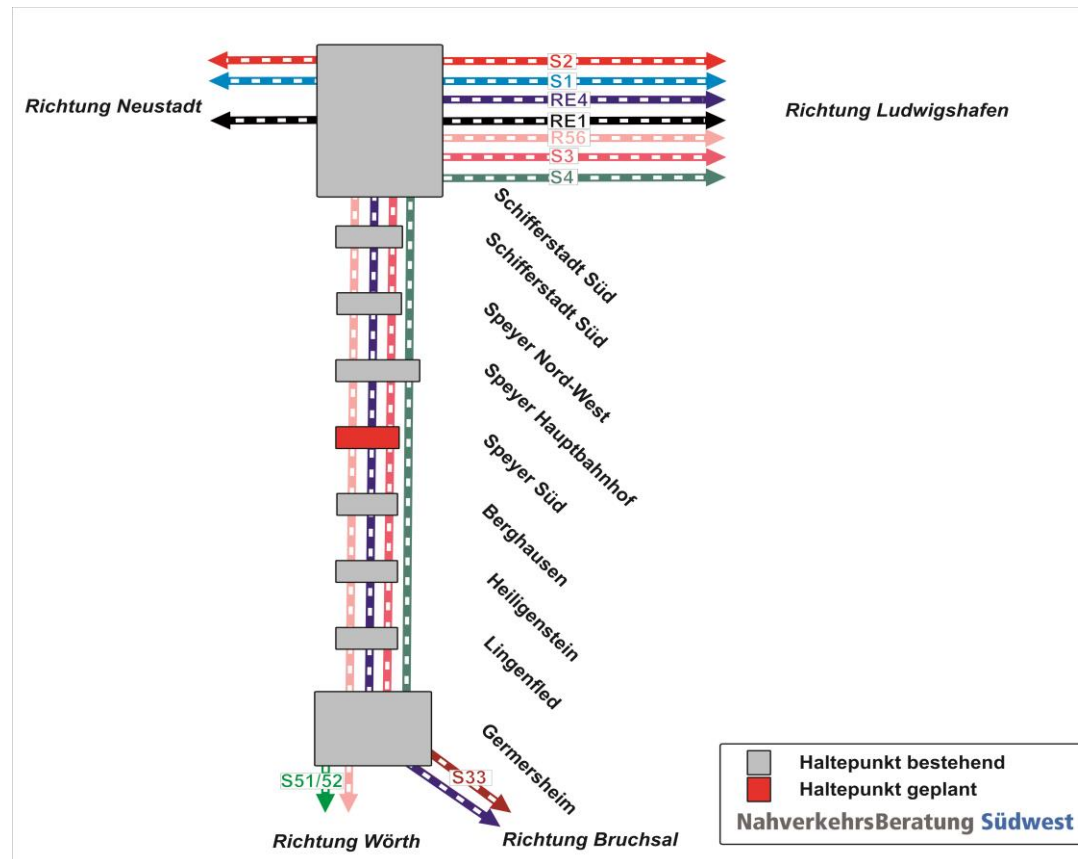 S2
S1
Richtung Neustadt
RE4
Richtung Ludwigshafen
RE1
R56
S3
S4
Schifferstadt Süd
Schifferstadt Süd
Speyer Nord-West
Speyer Hauptbahnhof
Speyer Süd
Berghausen
Heiligenstein
Lingenfled
Germersheim
S51/52
S33
Richtung Wörth
Richtung Bruchsal
Haltepunkt bestehend
Haltepunkt geplant
NahverkehrsBeratung Südwest